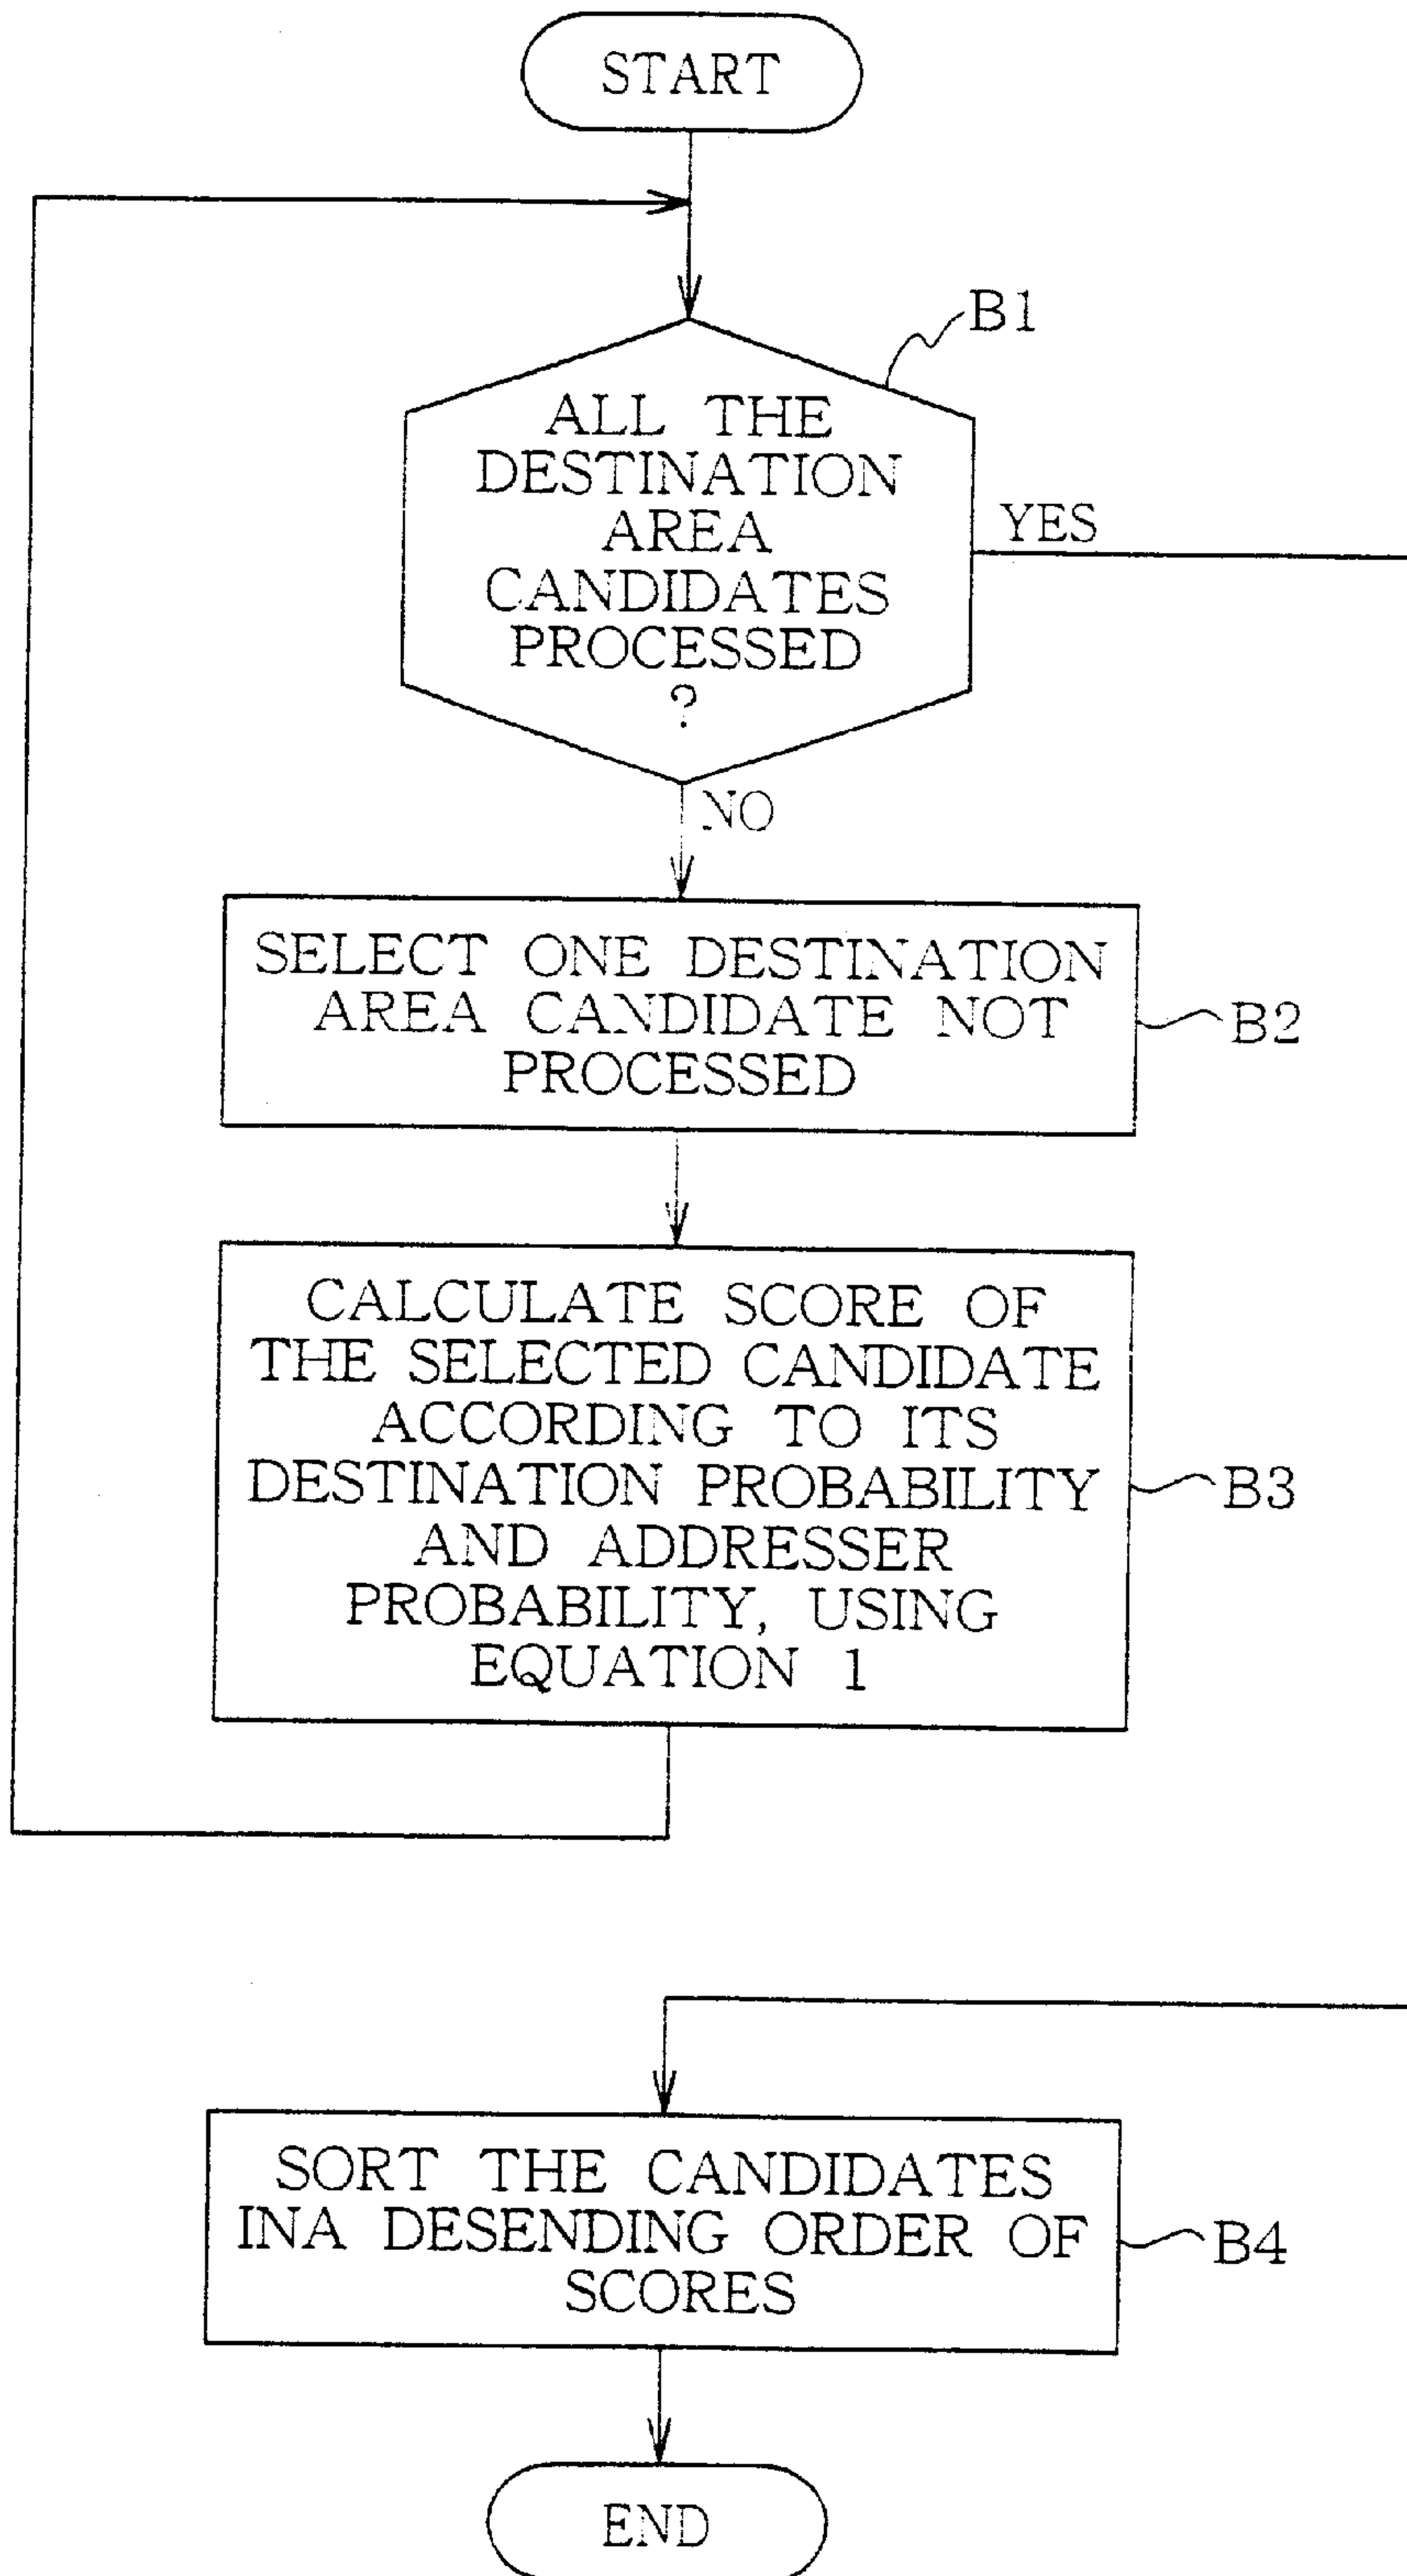 START
B1
ALL THE
DESTINATION
AREA
CANDIDATES
PROCESSED
?
YES
NO
SELECT ONE DESTINATION
AREA CANDIDATE NOT
PROCESSED
B2
CALCULATE SCORE OF
THE SELECTED CANDIDATE
ACCORDING TO ITS
DESTINATION PROBABILITY
AND ADDRESSER
PROBABILITY, USING
EQUATION 1
B3
SORT THE CANDIDATES
INA DESENDING ORDER OF
SCORES
B4
END